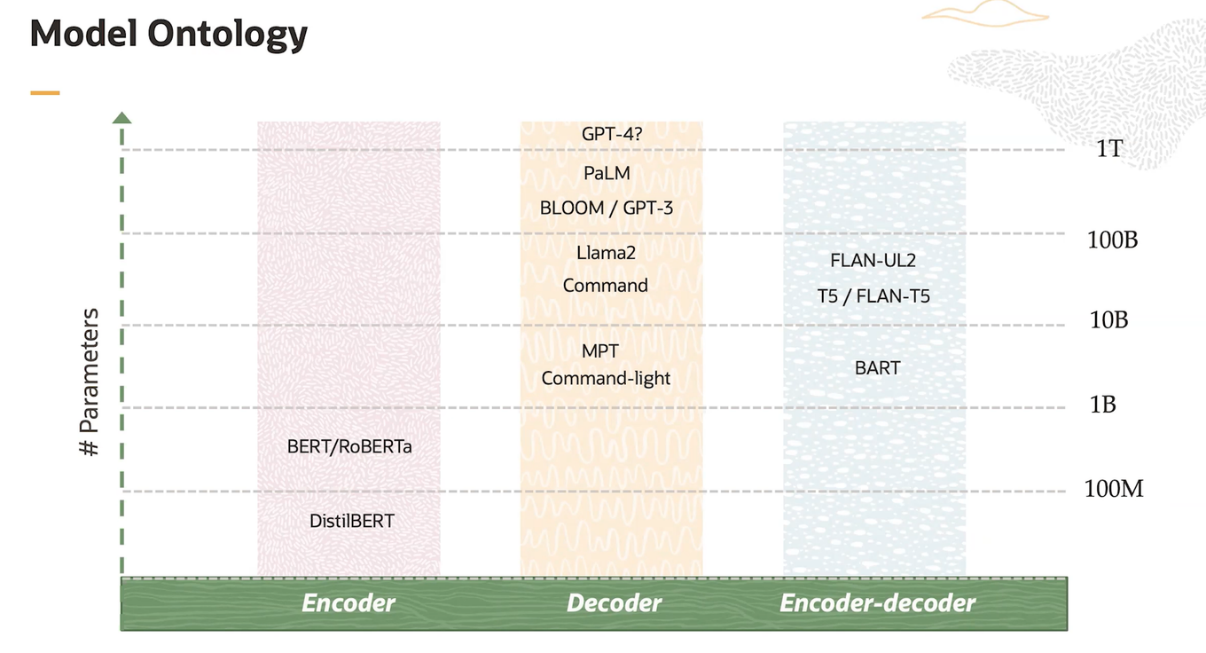 Model Ontology
GPT-4?
1T
PaLM
BLOOM / GPT-3
100B
Llama2
FLAN-UL2
Command
T5 / FLAN-T5
10B
MPT
Command-light
BART
1B
# Parameters
BERT/RoBERTa
100M
DistilBERT
Encoder
Decoder
Encoder-decoder